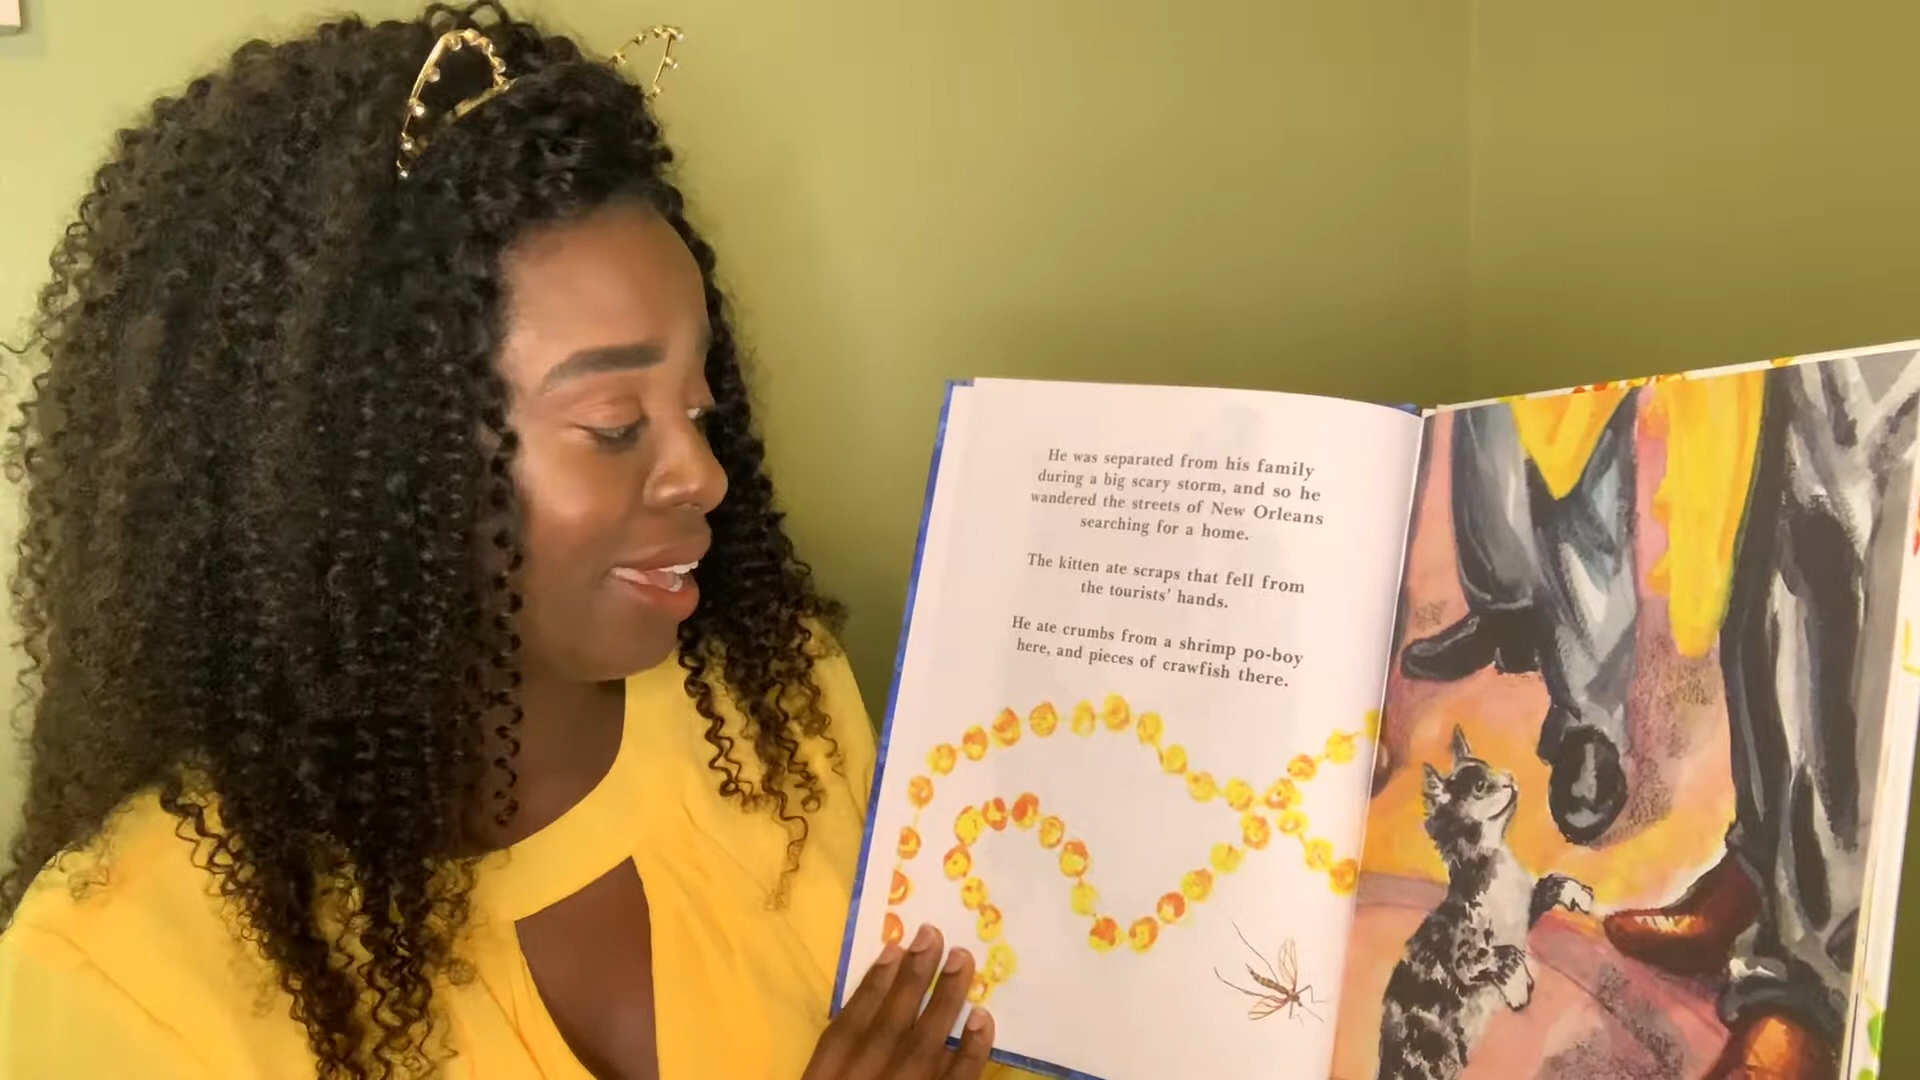 He was separated from his family
during a big scary storm, and so he
wandered the streets of New Orleans
searching for a home.
The kitten ate scraps that fell from
the tourists' hands.
He ate crumbs from a shrimp po-boy
here, and pieces of crawfish there.